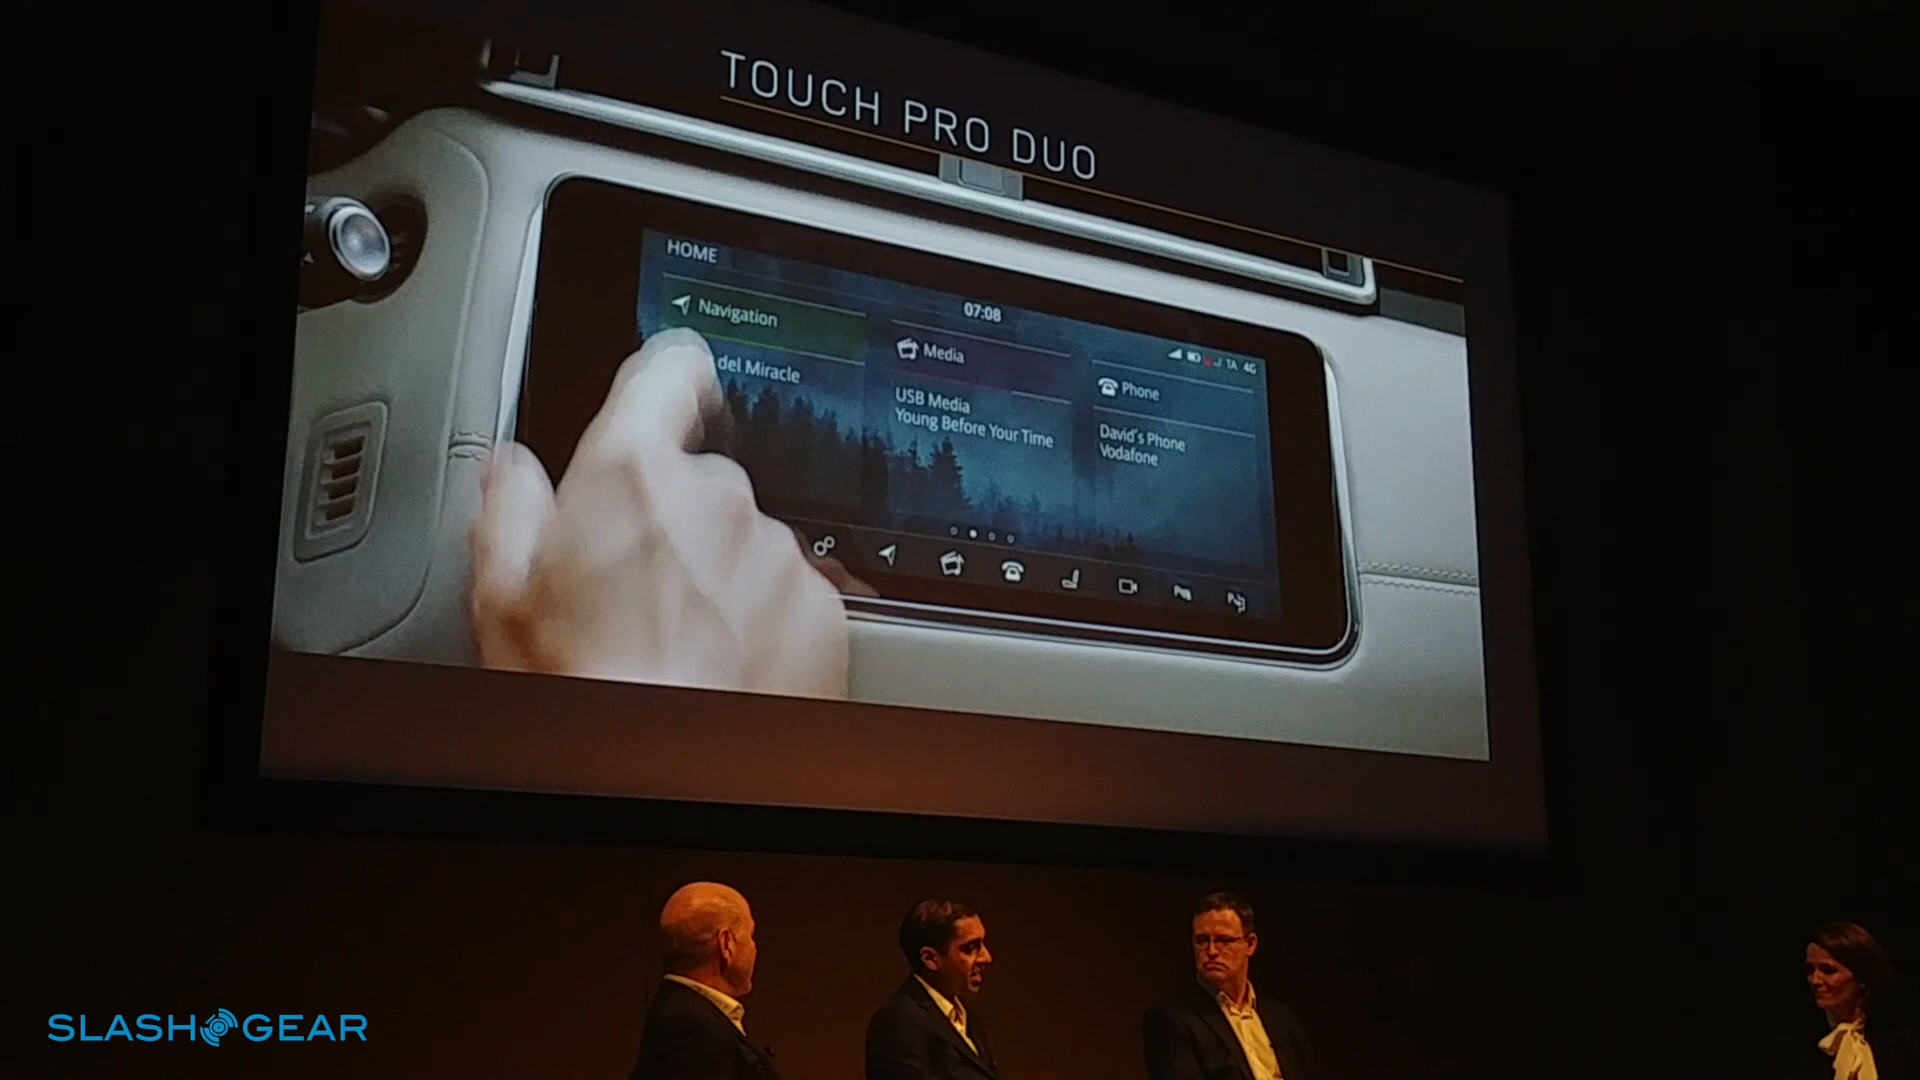 TOUCH PRO DUO
HOME
07:08
TA 4G
Navigation
del Miracle
Media
USB Media
Young Before Your Time
Phone
David's Phone
Vodafone
SLASHGEAR